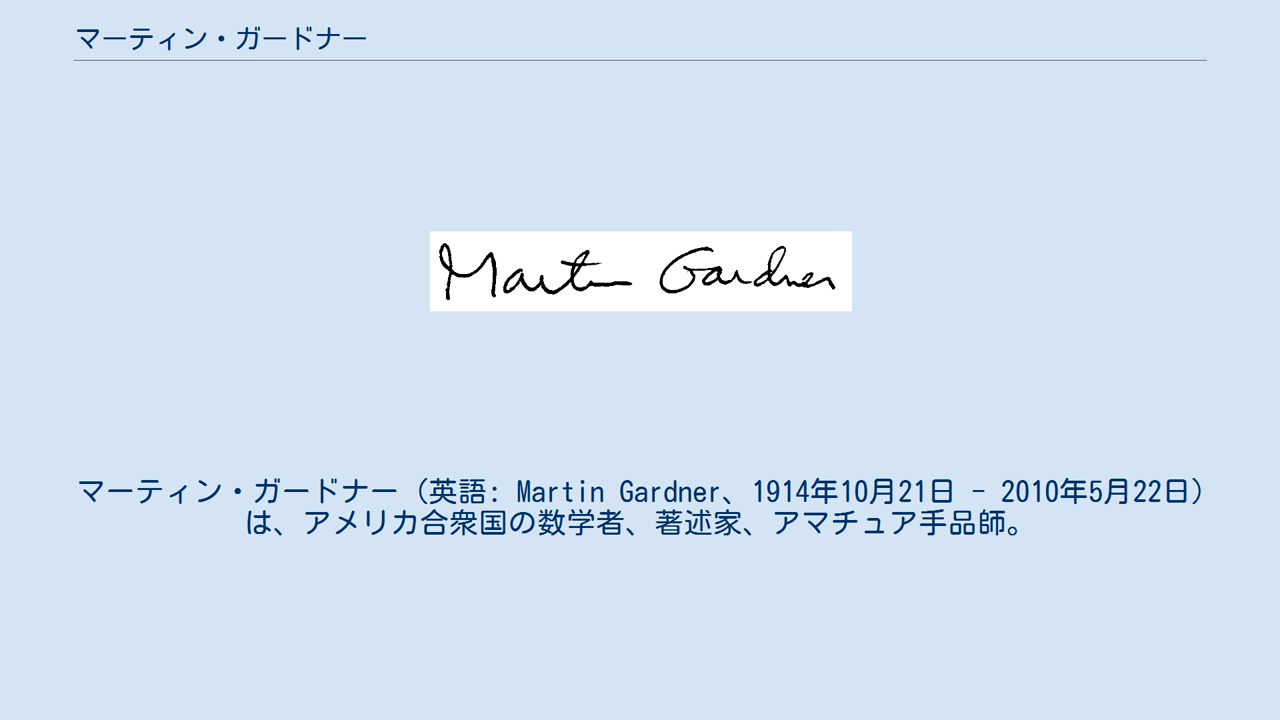 マーティン・ガードナー
Martin Gardner
マーティン・ガードナー（英語: Martin Gardner、1914年10月21日 - 2010年5月22日）
は、アメリカ合衆国の数学者、著述家、アマチュア手品師。